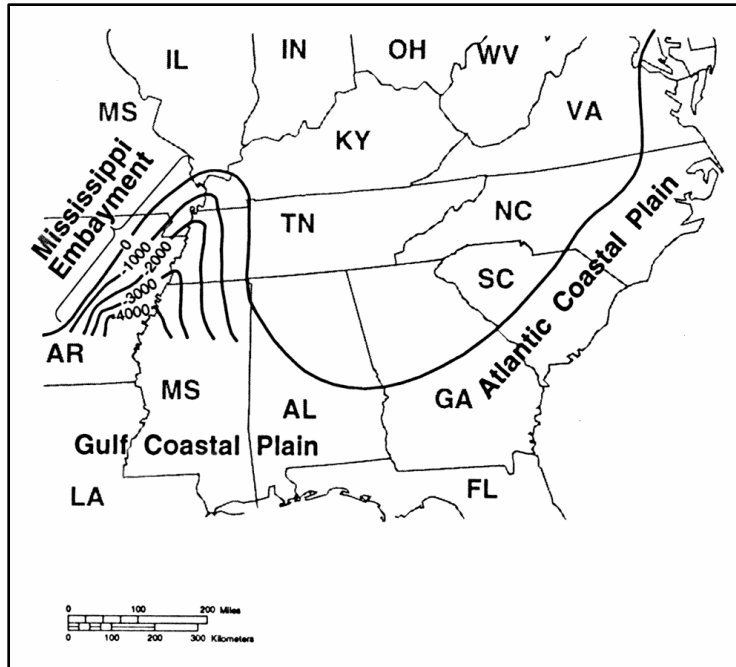 IL
IN
OH
WV
MS
VA
KY
Mississippi
Embayment
TN
NC
0
-1000
-2000
-3000
-4000
SC
Atlantic Coastal Plain
AR
MS
AL
GA
Gulf Coastal Plain
LA
FL
0 100 200 Miles
0 100 200 300 Kilometers